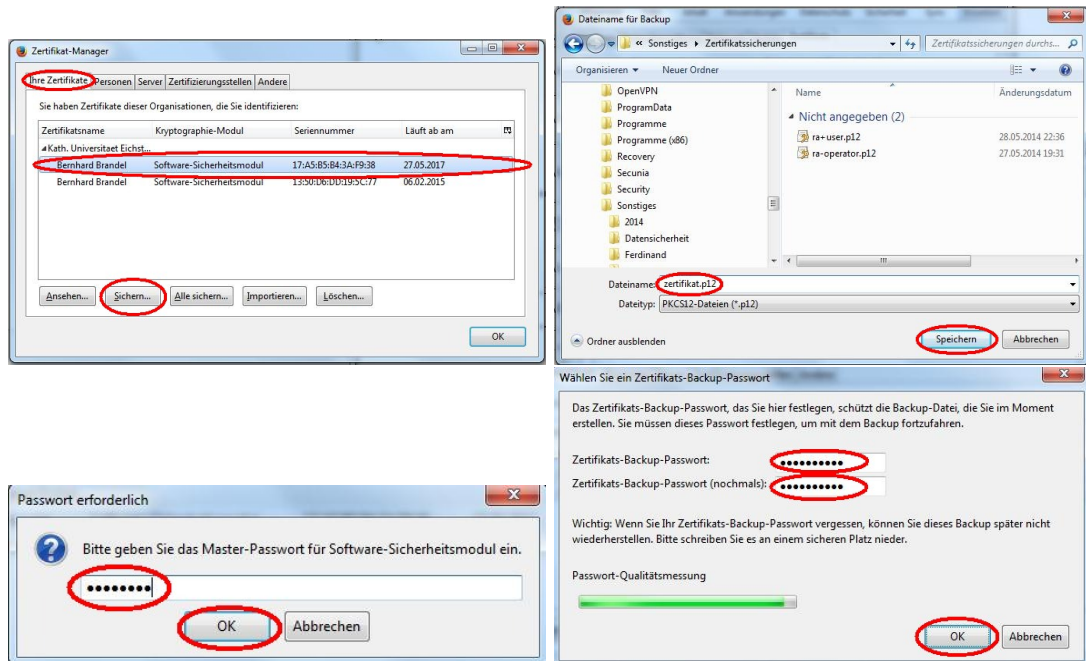 Zertifikat-Manager
Ihre Zertifikate Personen Server Zertifizierungsstellen Andere
Sie haben Zertifikate dieser Organisationen, die Sie identifizieren:
Zertifikatsname Kryptographie-Modul Seriennummer Läuft ab am
Kath. Universitaet Eichst...
Bernhard Brandel Software-Sicherheitsmodul 17:A5:B5:B4:3A:F9:38 27.05.2017
Bernhard Brandel Software-Sicherheitsmodul 13:50:D6:DD:19:5C:77 06.02.2015
Ansehen... Sichern... Alle sichern... Importieren... Löschen...
OK
Dateiname für Backup
« Sonstiges Zertifikatssicherungen Zertifikatssicherungen durchs...
Organisieren Neuer Ordner
OpenVPN
ProgramData
Programme
Programme (x86)
Recovery
Secunia
Security
Sonstiges
2014
Datensicherheit
Ferdinand
Name Änderungsdatum
Nicht angegeben (2)
ra+user.p12 28.05.2014 22:36
ra-operator.p12 27.05.2014 19:31
Dateiname: zertifikat.p12
Dateityp: PKCS12-Dateien (*.p12)
Ordner ausblenden Speichern Abbrechen
Passwort erforderlich
Bitte geben Sie das Master-Passwort für Software-Sicherheitsmodul ein.
OK Abbrechen
Wählen Sie ein Zertifikats-Backup-Passwort
Das Zertifikats-Backup-Passwort, das Sie hier festlegen, schützt die Backup-Datei, die Sie im Moment
erstellen. Sie müssen dieses Passwort festlegen, um mit dem Backup fortzufahren.
Zertifikats-Backup-Passwort:
Zertifikats-Backup-Passwort (nochmals):
Wichtig: Wenn Sie Ihr Zertifikats-Backup-Passwort vergessen, können Sie dieses Backup später nicht
wiederherstellen. Bitte schreiben Sie es an einem sicheren Platz nieder.
Passwort-Qualitätsmessung
OK Abbrechen